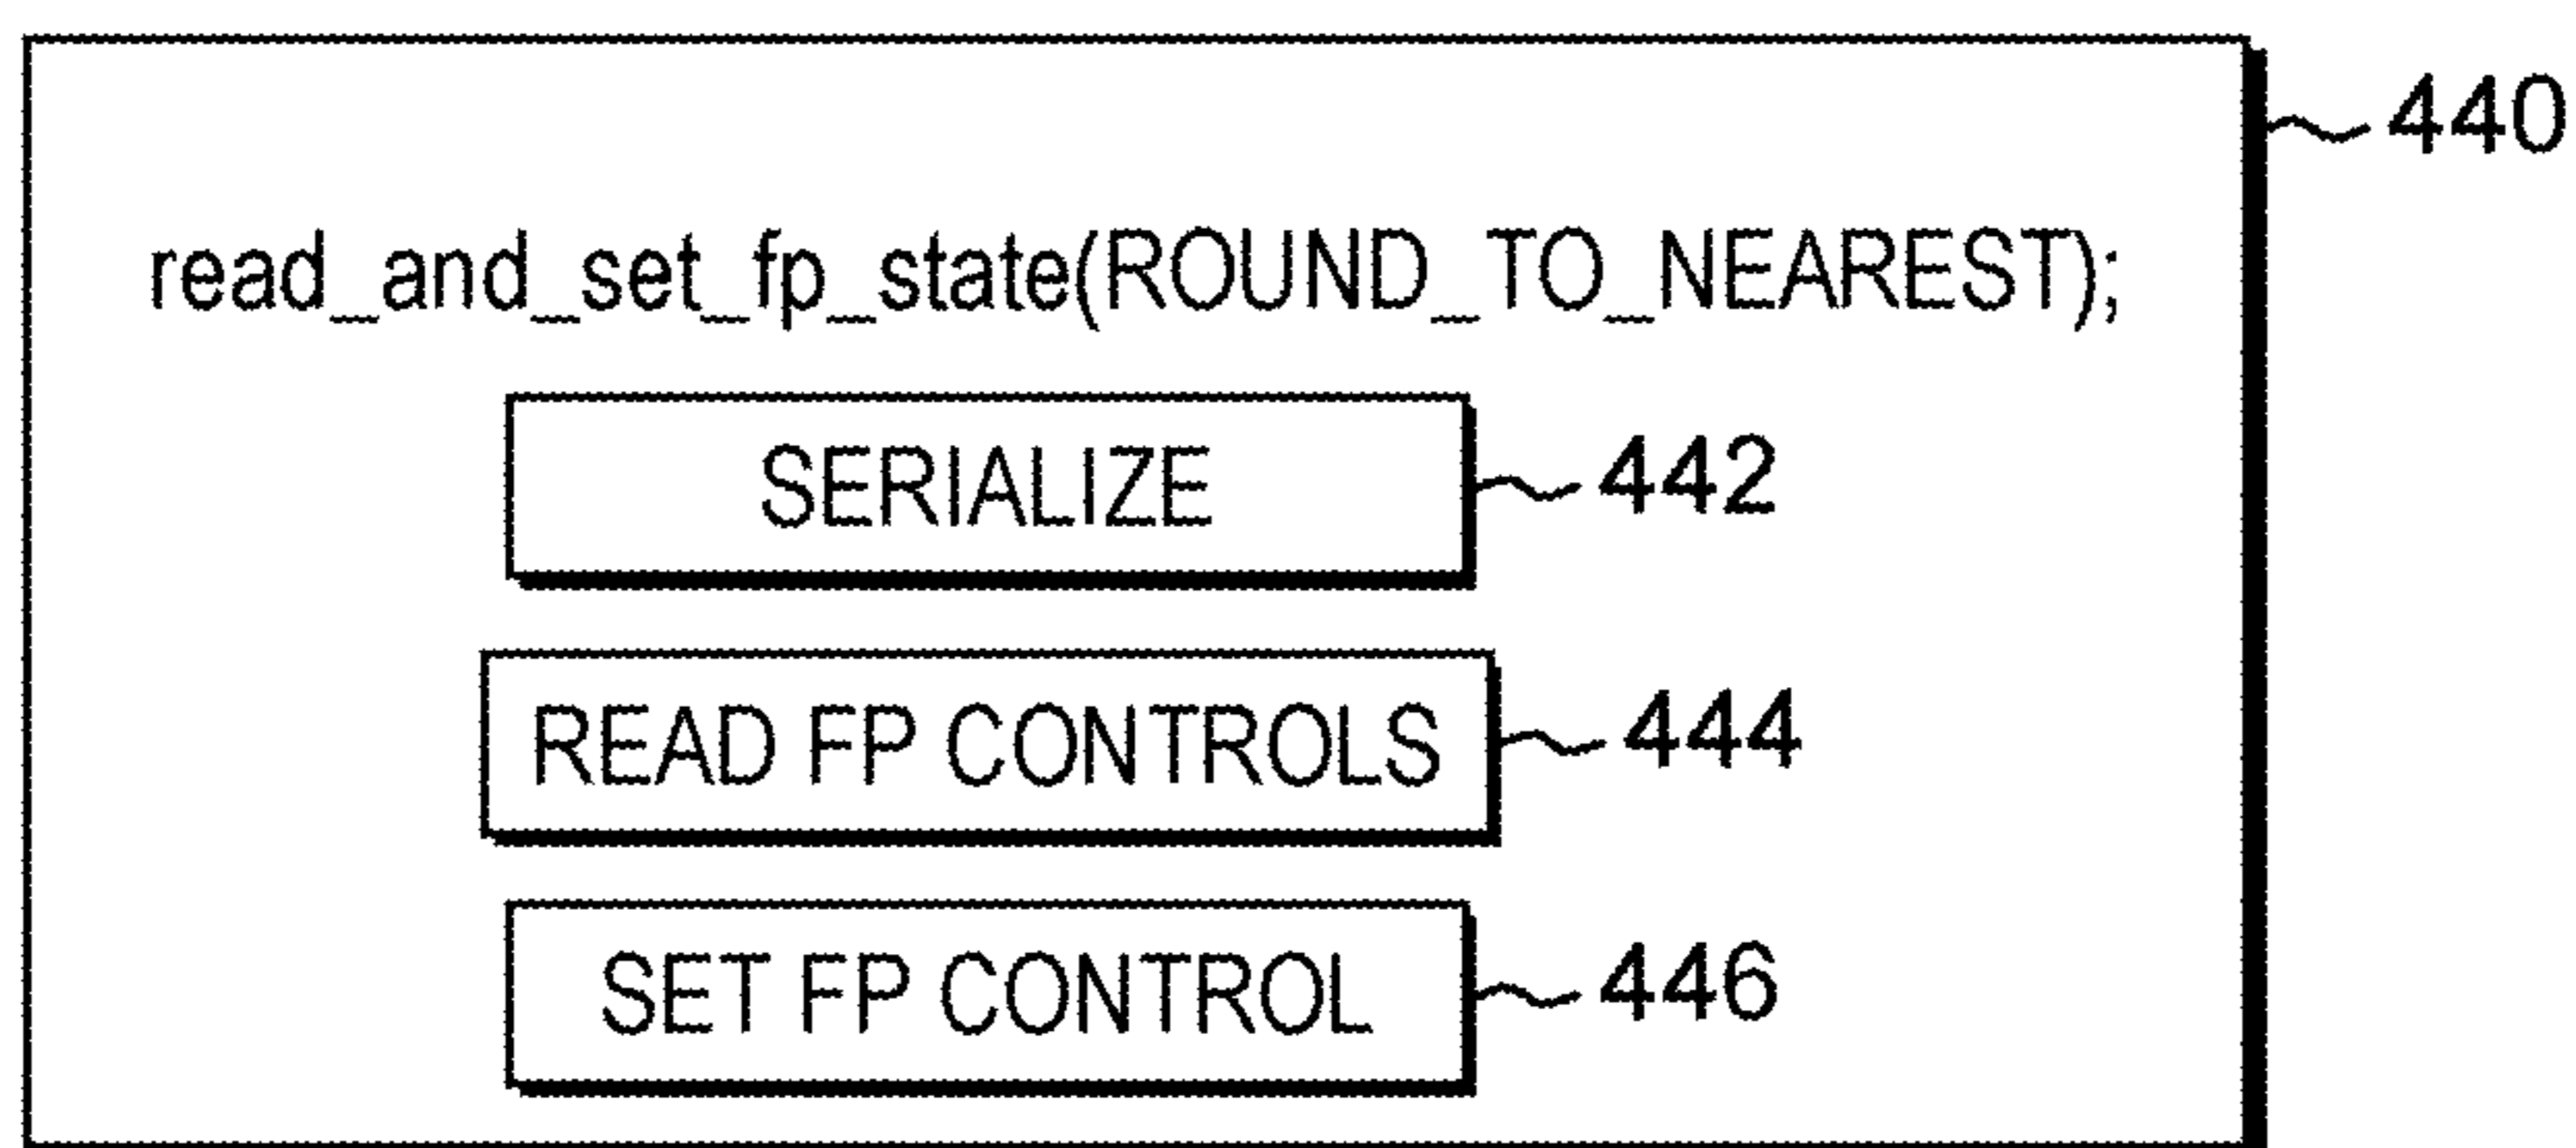 440
read_and_set_fp_state(ROUND_TO_NEAREST);
SERIALIZE 442
READ FP CONTROLS 444
SET FP CONTROL 446